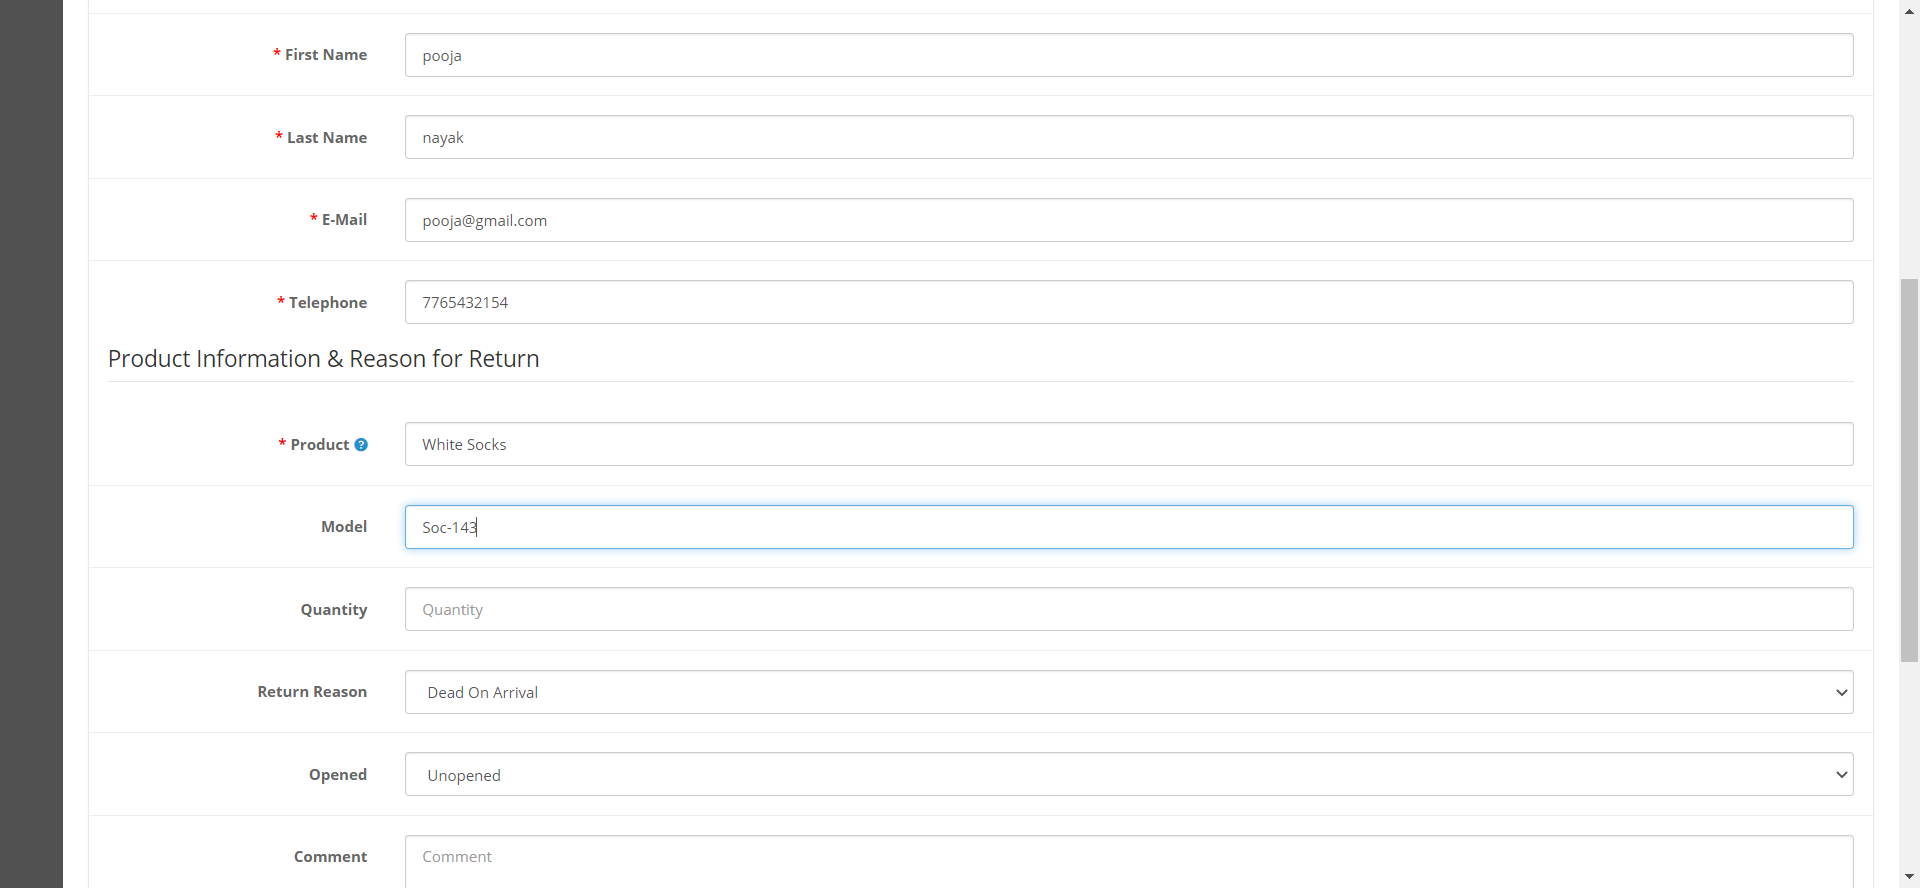 * First Name
pooja
* Last Name
nayak
* E-Mail
pooja@gmail.com
* Telephone
7765432154
Product Information & Reason for Return
* Product ?
White Socks
Model
Soc-143
Quantity
Quantity
Return Reason
Dead On Arrival
Opened
Unopened
Comment
Comment